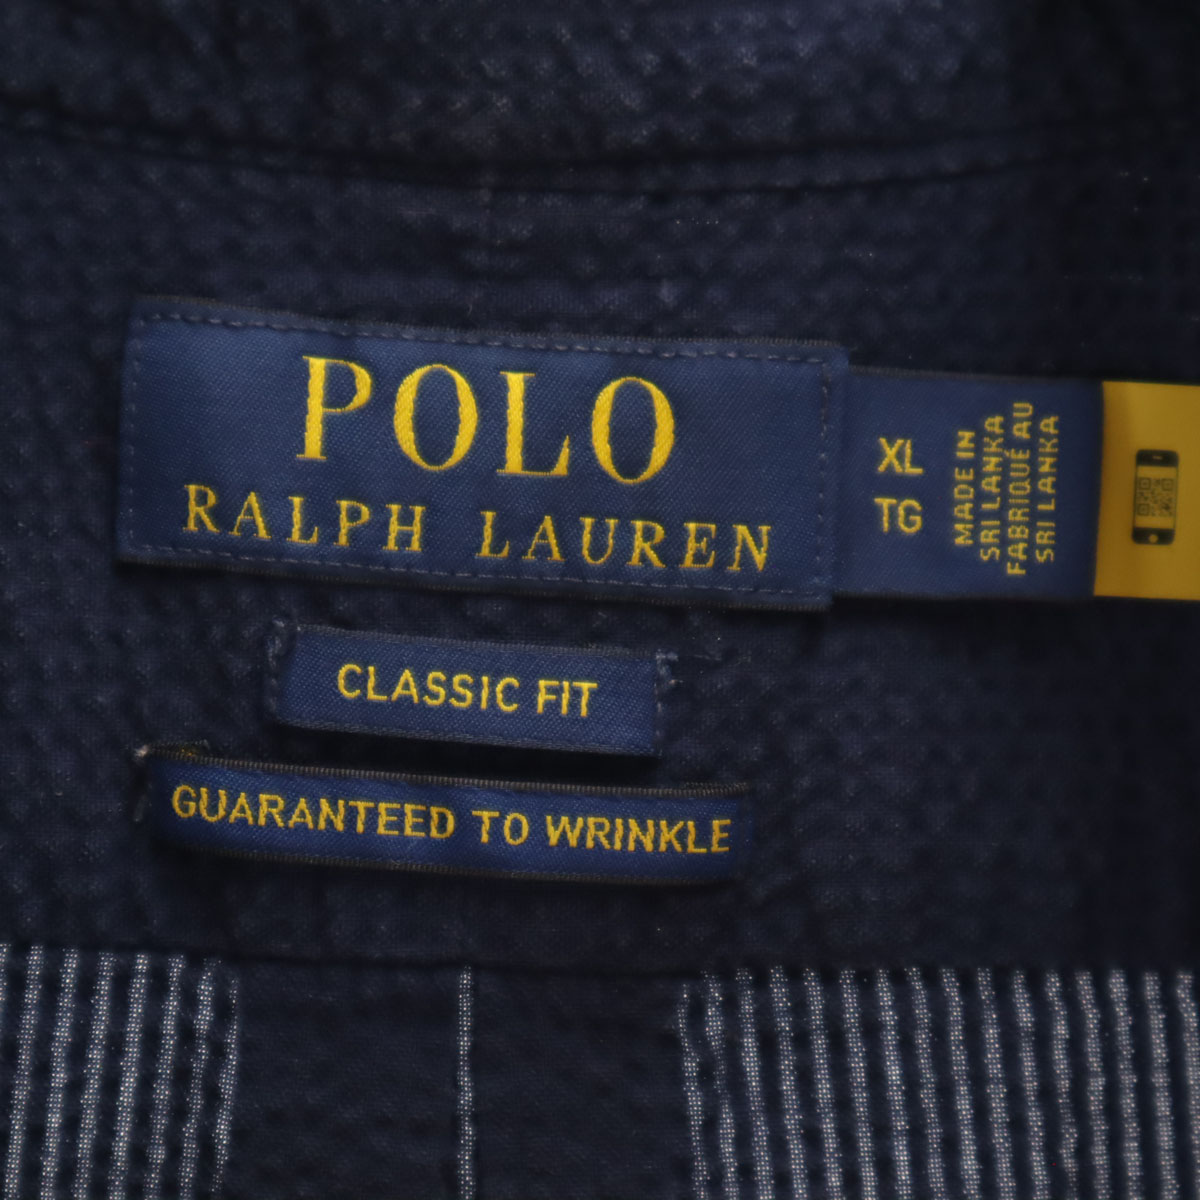 POLO
RALPH LAUREN
XL
TG
MADE IN
SRI LANKA
FABRIQUÉ AU
SRI LANKA
CLASSIC FIT
GUARANTEED TO WRINKLE